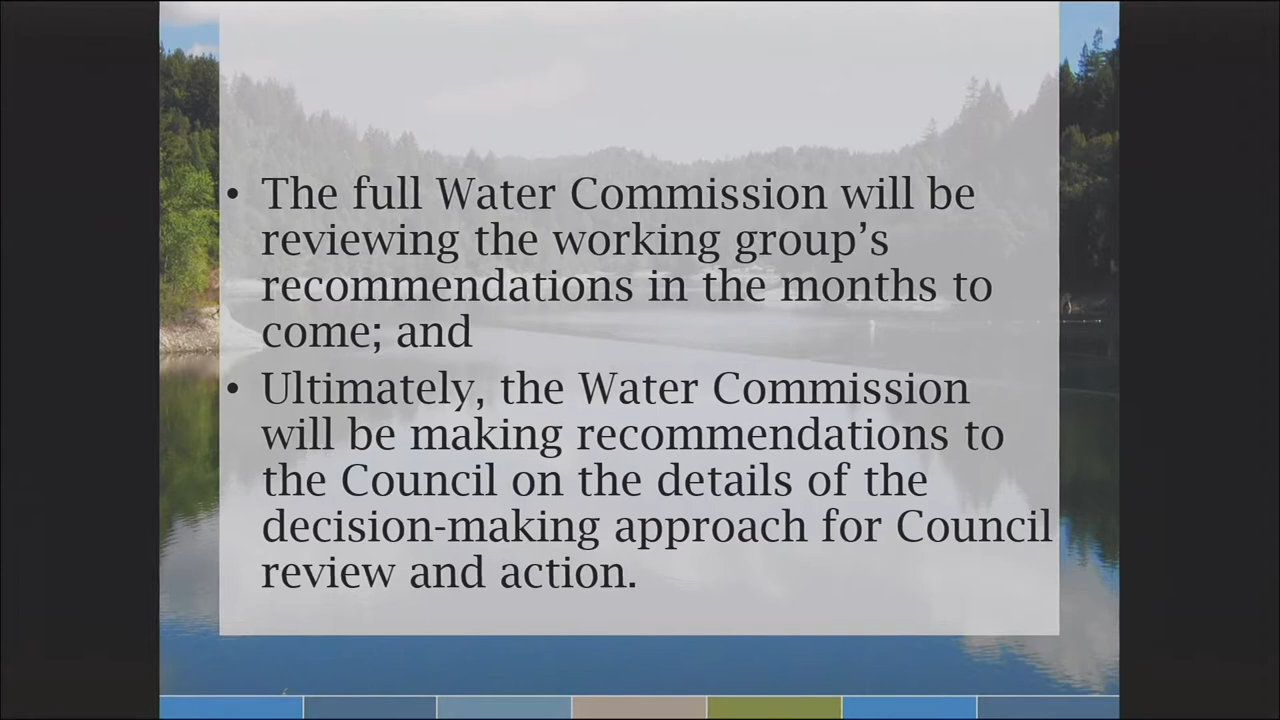 • The full Water Commission will be
reviewing the working group’s
recommendations in the months to
come; and
• Ultimately, the Water Commission
will be making recommendations to
the Council on the details of the
decision-making approach for Council
review and action.